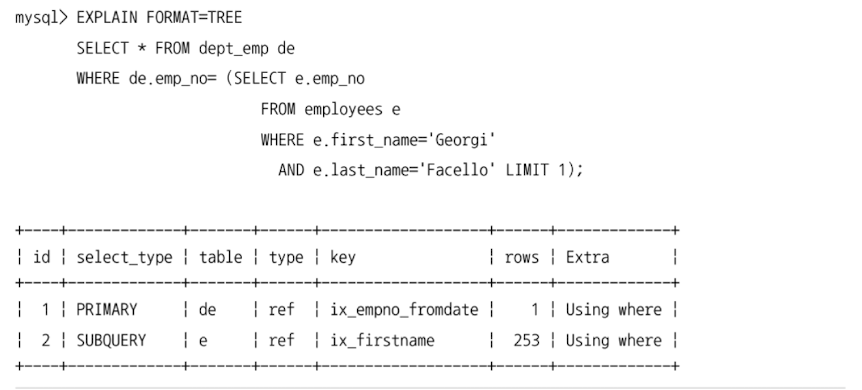 mysql> EXPLAIN FORMAT=TREE
SELECT * FROM dept_emp de
WHERE de.emp_no= (SELECT e.emp_no
FROM employees e
WHERE e.first_name='Georgi'
AND e.last_name='Facello' LIMIT 1);
+----+-------------+-------+------+-------------------+------+-------------+
| id | select_type | table | type | key | rows | Extra |
+----+-------------+-------+------+-------------------+------+-------------+
| 1 | PRIMARY | de | ref | ix_empno_fromdate | 1 | Using where |
| 2 | SUBQUERY | e | ref | ix_firstname | 253 | Using where |
+----+-------------+-------+------+-------------------+------+-------------+